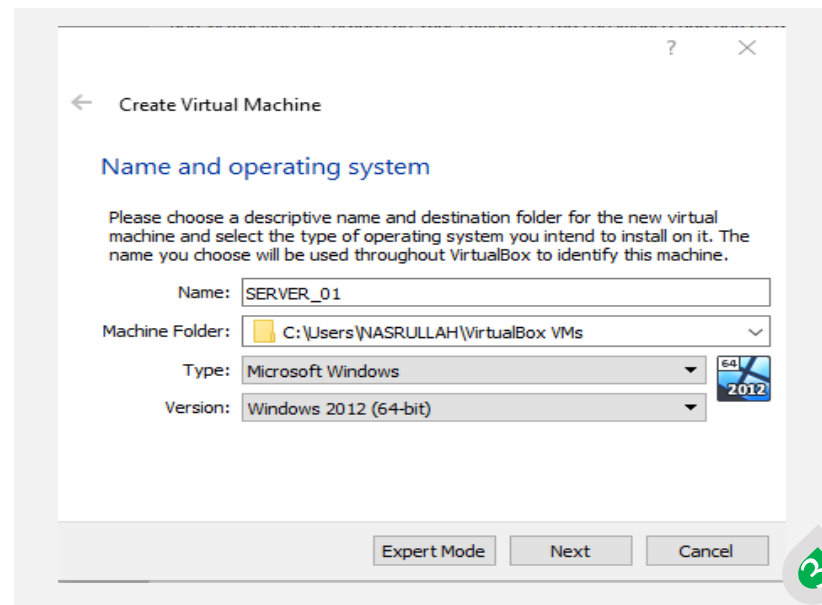 Create Virtual Machine
Name and operating system
Please choose a descriptive name and destination folder for the new virtual
machine and select the type of operating system you intend to install on it. The
name you choose will be used throughout VirtualBox to identify this machine.
Name: SERVER_01
Machine Folder: C:\Users\NASRULLAH\VirtualBox VMs
Type: Microsoft Windows
64
2012
Version: Windows 2012 (64-bit)
Expert Mode Next Cancel